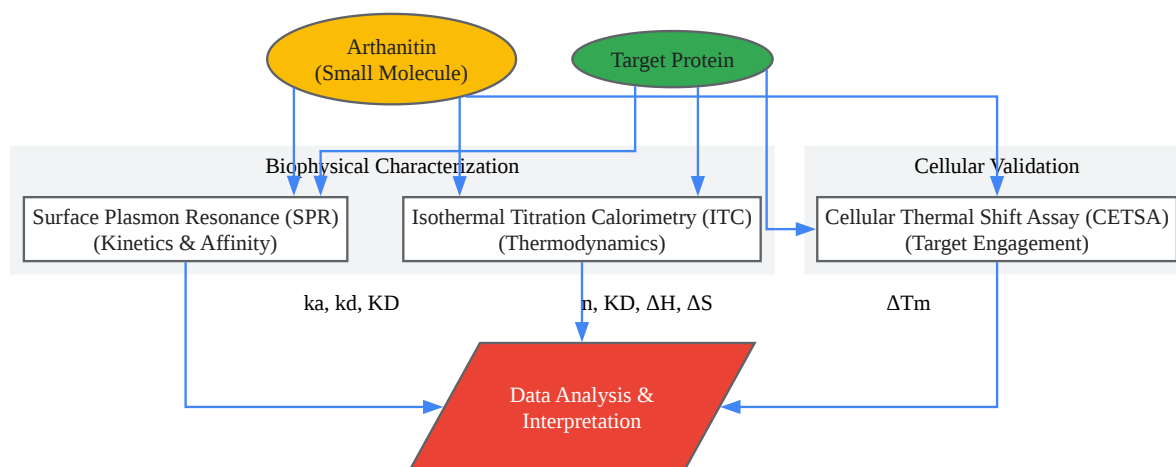 Arthanitin
(Small Molecule)
Target Protein
Biophysical Characterization
Cellular Validation
Surface Plasmon Resonance (SPR)
(Kinetics & Affinity)
Isothermal Titration Calorimetry (ITC)
(Thermodynamics)
Cellular Thermal Shift Assay (CETSA)
(Target Engagement)
ka, kd, KD
n, KD, ΔH, ΔS
ΔTm
Data Analysis &
Interpretation